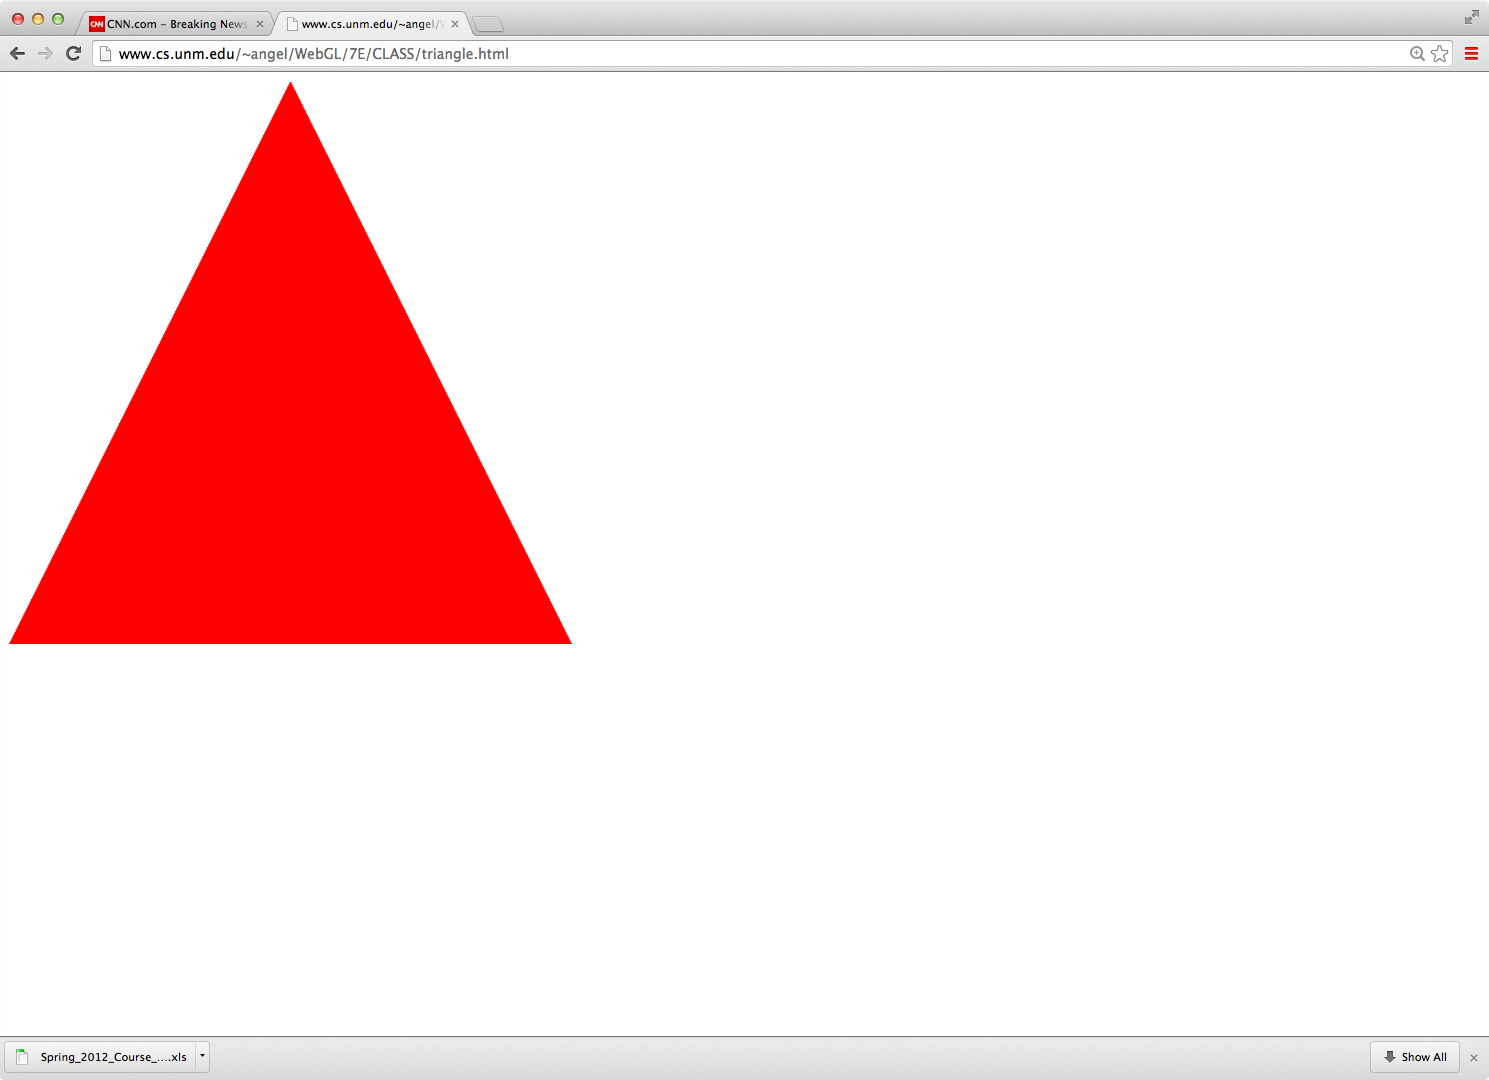 CNN CNN.com – Breaking News
www.cs.unm.edu/~angel/
www.cs.unm.edu/~angel/WebGL/7E/CLASS/triangle.html
Spring_2012_Course_....xls
Show All